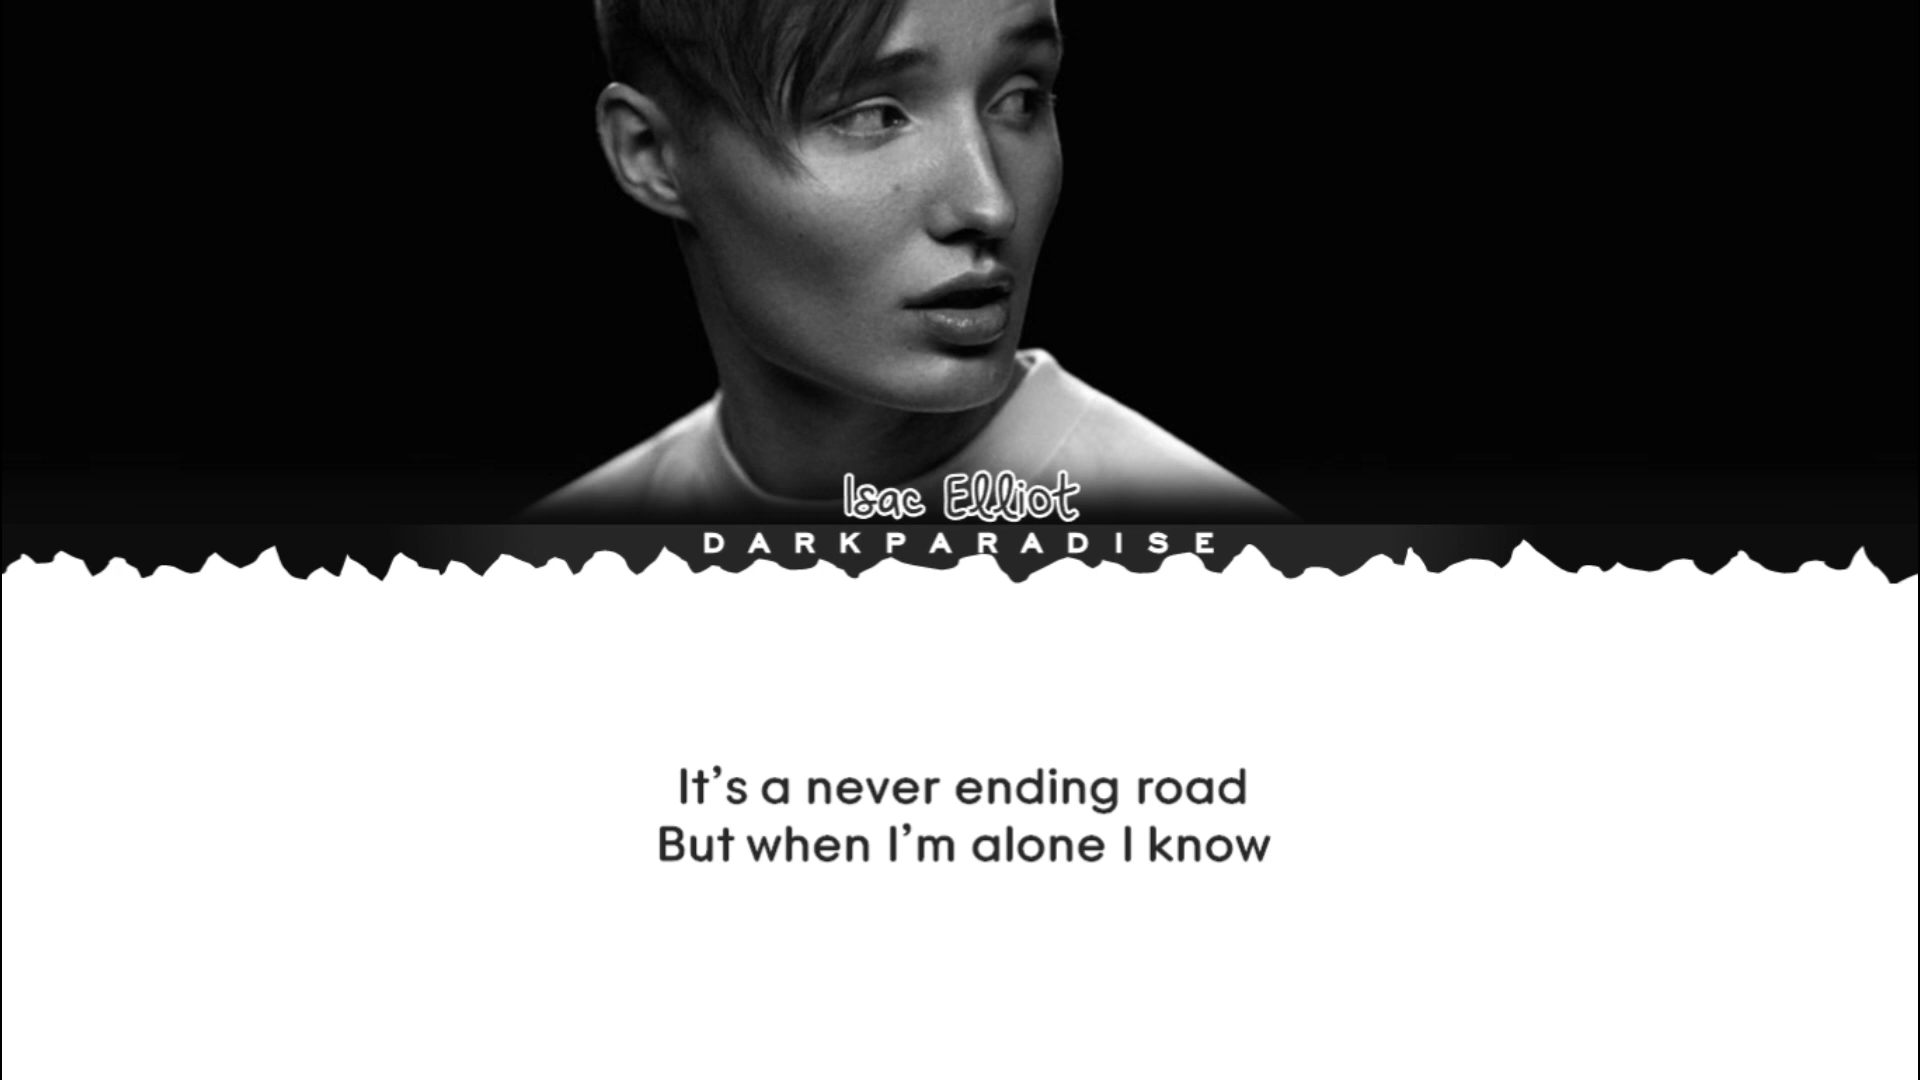 Isac Elliot
DARKPARADISE
It's a never ending road
But when I'm alone I know